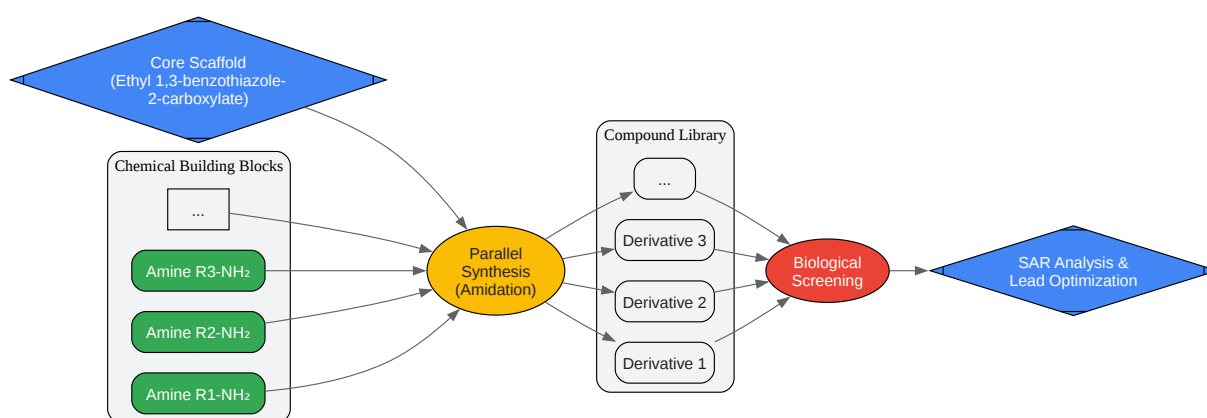 Core Scaffold
(Ethyl 1,3-benzothiazole-
2-carboxylate)
Chemical Building Blocks
...
Amine R3-NH₂
Amine R2-NH₂
Amine R1-NH₂
Parallel
Synthesis
(Amidation)
Compound Library
...
Derivative 3
Derivative 2
Derivative 1
Biological
Screening
SAR Analysis &
Lead Optimization